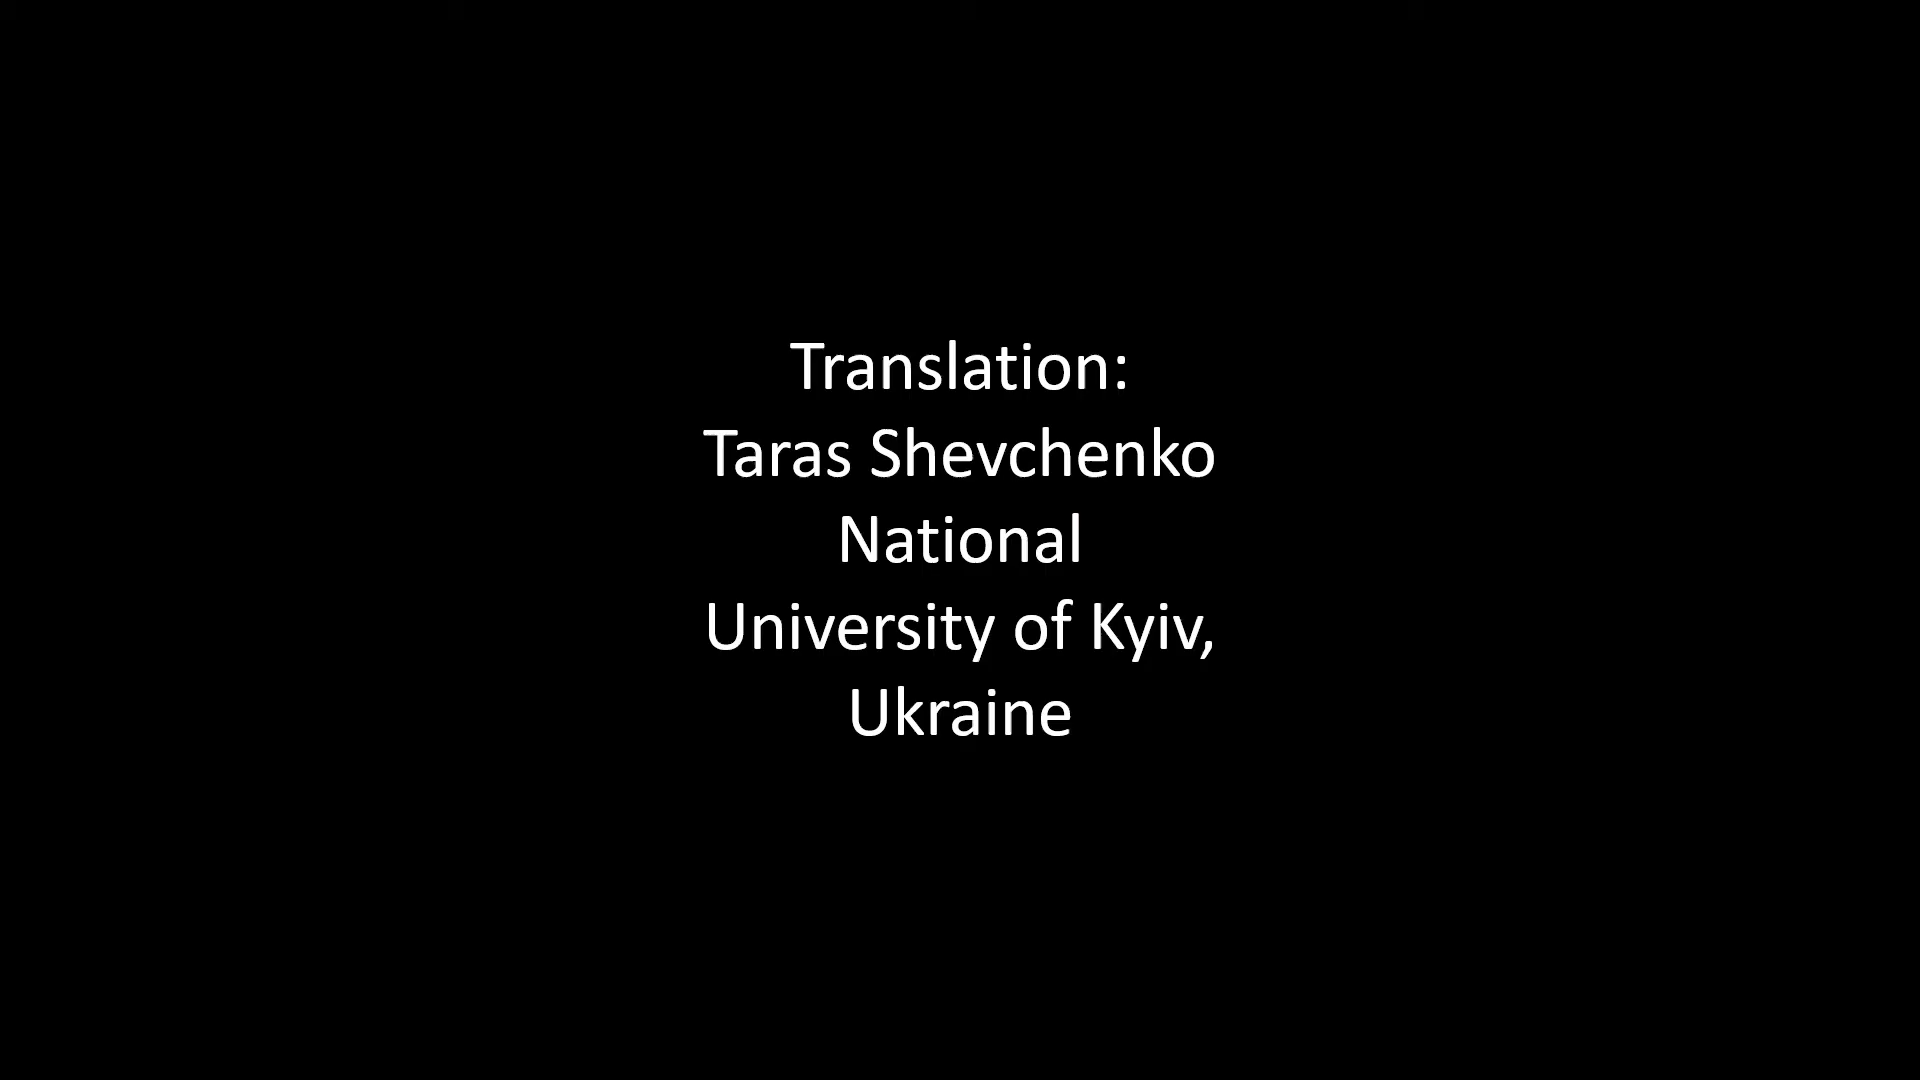 Translation:
Taras Shevchenko
National
University of Kyiv,
Ukraine